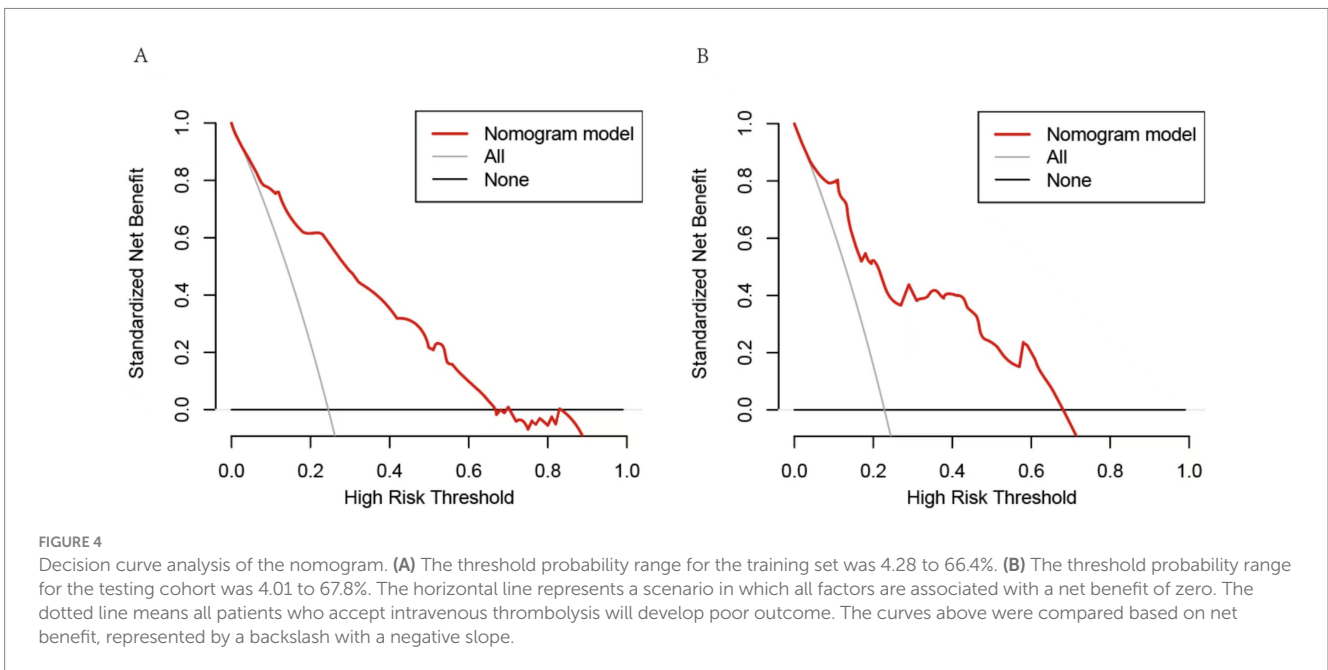 A
B
Nomogram model
All
None
Nomogram model
All
None
Standardized Net Benefit
1.0
0.8
0.6
0.4
0.2
0.0
Standardized Net Benefit
1.0
0.8
0.6
0.4
0.2
0.0
0.0 0.2 0.4 0.6 0.8 1.0
High Risk Threshold
0.0 0.2 0.4 0.6 0.8 1.0
High Risk Threshold
FIGURE 4
Decision curve analysis of the nomogram. (A) The threshold probability range for the training set was 4.28 to 66.4%. (B) The threshold probability range
for the testing cohort was 4.01 to 67.8%. The horizontal line represents a scenario in which all factors are associated with a net benefit of zero. The
dotted line means all patients who accept intravenous thrombolysis will develop poor outcome. The curves above were compared based on net
benefit, represented by a backslash with a negative slope.